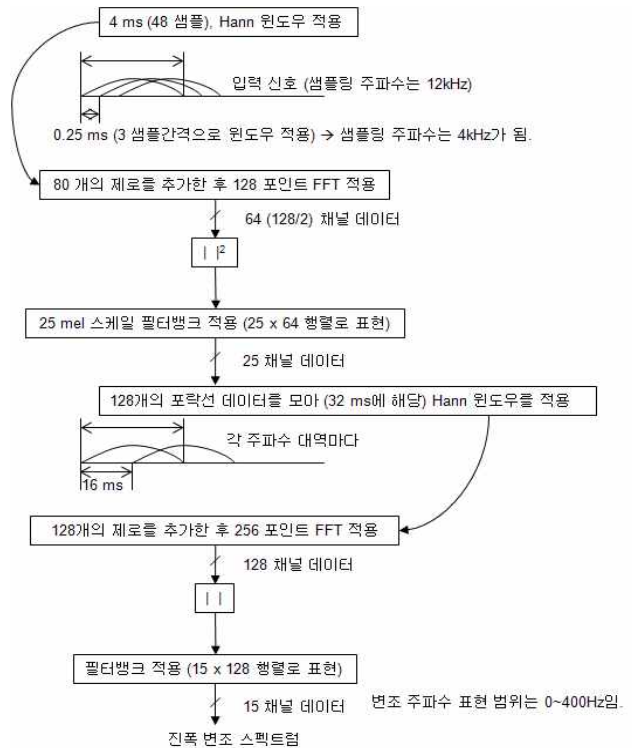 4 ms (48 샘플), Hann 윈도우 적용
입력 신호 (샘플링 주파수는 12kHz)
0.25 ms (3 샘플간격으로 윈도우 적용) → 샘플링 주파수는 4kHz가 됨.
80 개의 제로를 추가한 후 128 포인트 FFT 적용
64 (128/2) 채널 데이터
| |²
25 mel 스케일 필터뱅크 적용 (25 x 64 행렬로 표현)
25 채널 데이터
128개의 포락선 데이터를 모아 (32 ms에 해당) Hann 윈도우를 적용
각 주파수 대역마다
16 ms
128개의 제로를 추가한 후 256 포인트 FFT 적용
128 채널 데이터
| |
필터뱅크 적용 (15 x 128 행렬로 표현)
15 채널 데이터
변조 주파수 표현 범위는 0~400Hz임.
진폭 변조 스펙트럼